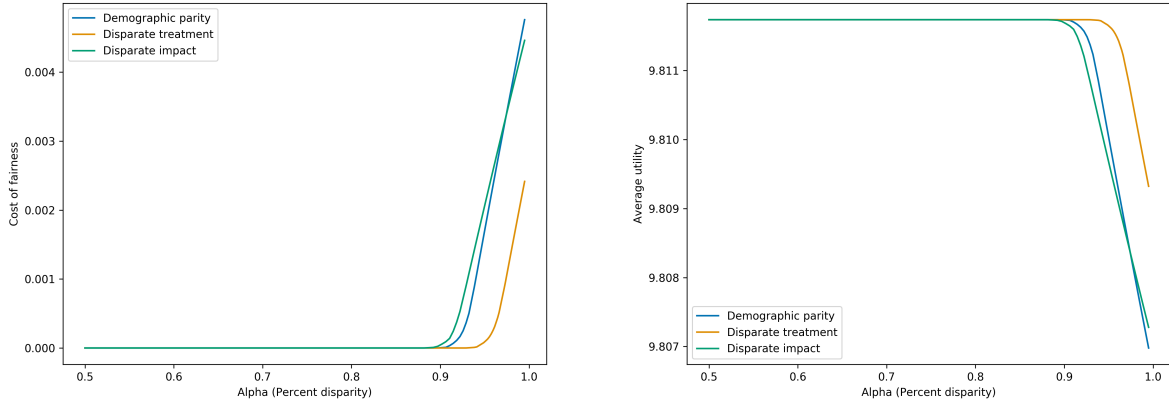 Demographic parity
Disparate treatment
Disparate impact
0.004
0.003
0.002
0.001
0.000
Cost of fairness
0.5 0.6 0.7 0.8 0.9 1.0
Alpha (Percent disparity)
9.811
9.810
9.809
9.808
9.807
Average utility
Demographic parity
Disparate treatment
Disparate impact
0.5 0.6 0.7 0.8 0.9 1.0
Alpha (Percent disparity)